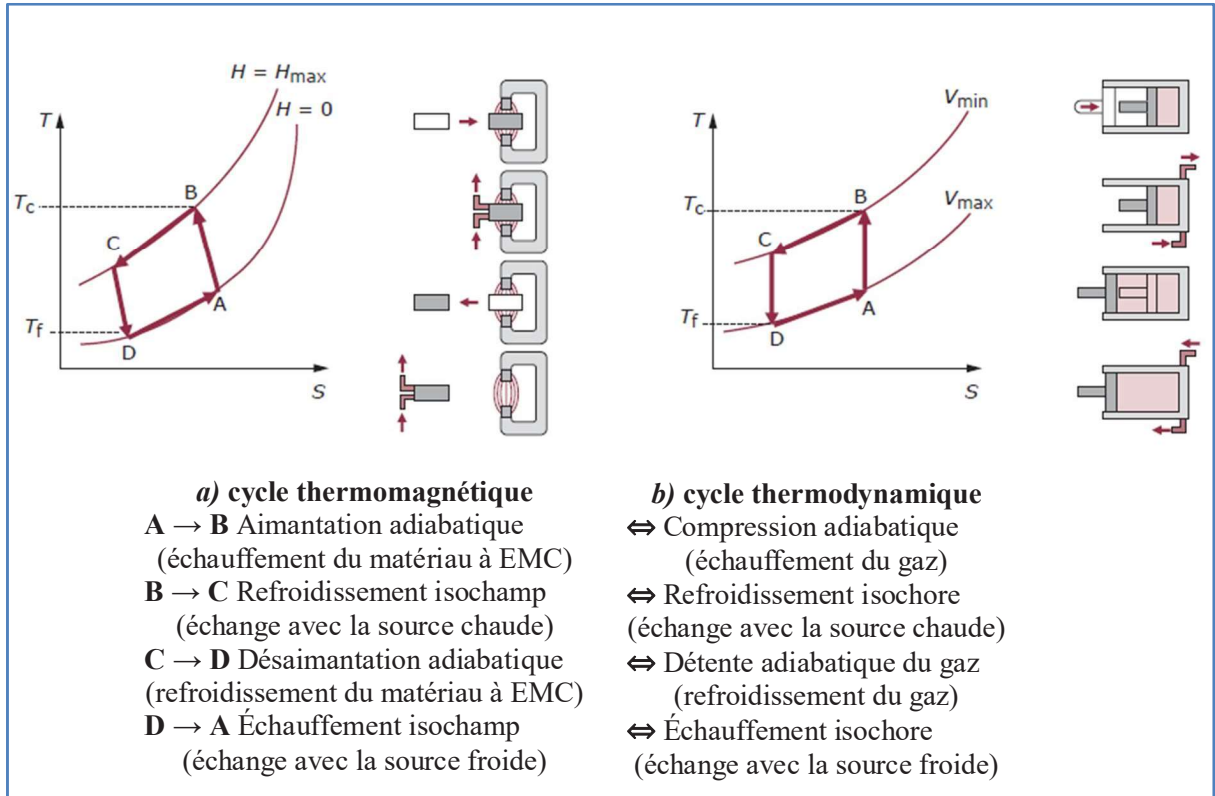 H = Hmax
H = 0
T
Tc
B
C
A
Tf
D
S
Vmin
Vmax
T
Tc
B
C
A
Tf
D
S
a) cycle thermomagnétique
A → B Aimantation adiabatique
(échauffement du matériau à EMC)
B → C Refroidissement isochamp
(échange avec la source chaude)
C → D Désaimantation adiabatique
(refroidissement du matériau à EMC)
D → A Échauffement isochamp
(échange avec la source froide)
b) cycle thermodynamique
⇔ Compression adiabatique
(échauffement du gaz)
⇔ Refroidissement isochore
(échange avec la source chaude)
⇔ Détente adiabatique du gaz
(refroidissement du gaz)
⇔ Échauffement isochore
(échange avec la source froide)